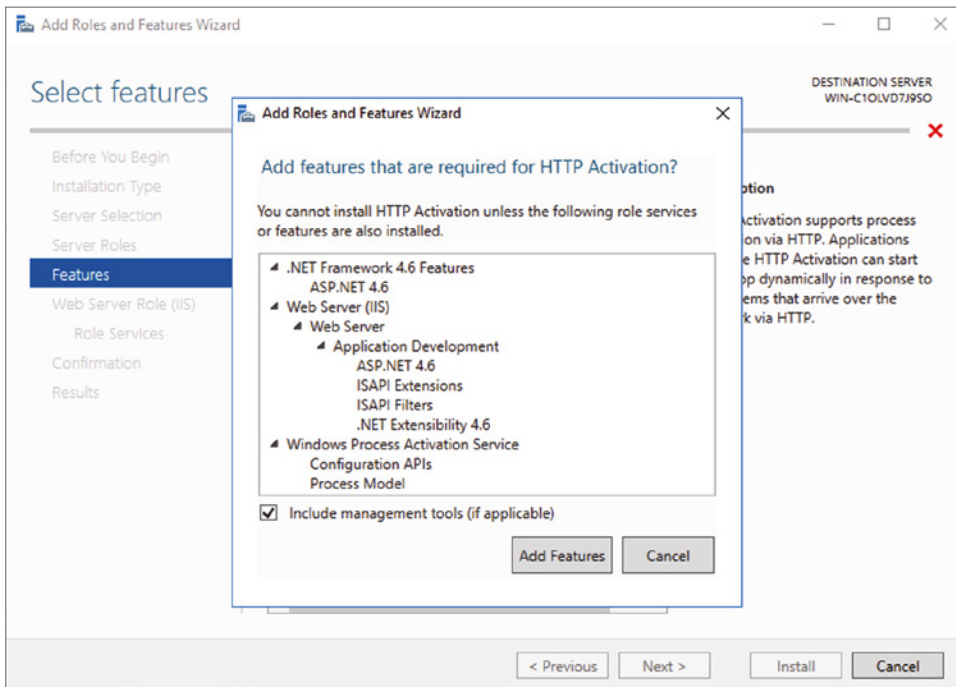 Add Roles and Features Wizard
Select features
DESTINATION SERVER
WIN-C1OLVD7J9SO
Before You Begin
Installation Type
Server Selection
Server Roles
Features
Web Server Role (IIS)
Role Services
Confirmation
Results
Add Roles and Features Wizard
Add features that are required for HTTP Activation?
You cannot install HTTP Activation unless the following role services
or features are also installed.
.NET Framework 4.6 Features
ASP.NET 4.6
Web Server (IIS)
Web Server
Application Development
ASP.NET 4.6
ISAPI Extensions
ISAPI Filters
.NET Extensibility 4.6
Windows Process Activation Service
Configuration APIs
Process Model
Include management tools (if applicable)
Add Features
Cancel
ption
Activation supports process
ion via HTTP. Applications
e HTTP Activation can start
op dynamically in response to
ems that arrive over the
k via HTTP.
< Previous
Next >
Install
Cancel